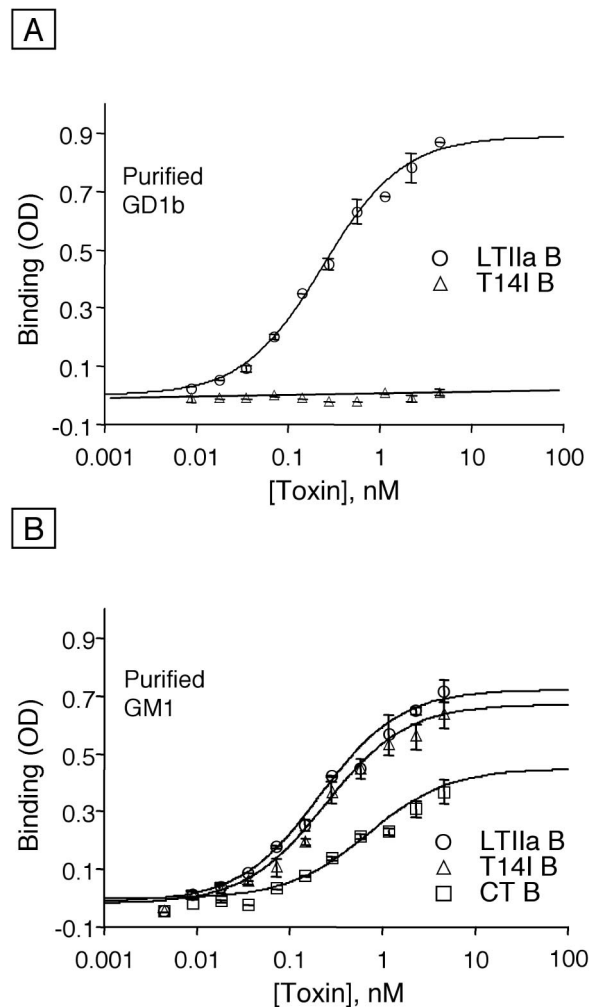 A
0.9
0.7
0.5
0.3
0.1
-0.1
Binding (OD)
Purified
GD1b
LTIIa B
T14I B
0.001 0.01 0.1 1 10 100
[Toxin], nM
B
0.9
0.7
0.5
0.3
0.1
-0.1
Binding (OD)
Purified
GM1
LTIIa B
T14I B
CT B
0.001 0.01 0.1 1 10 100
[Toxin], nM